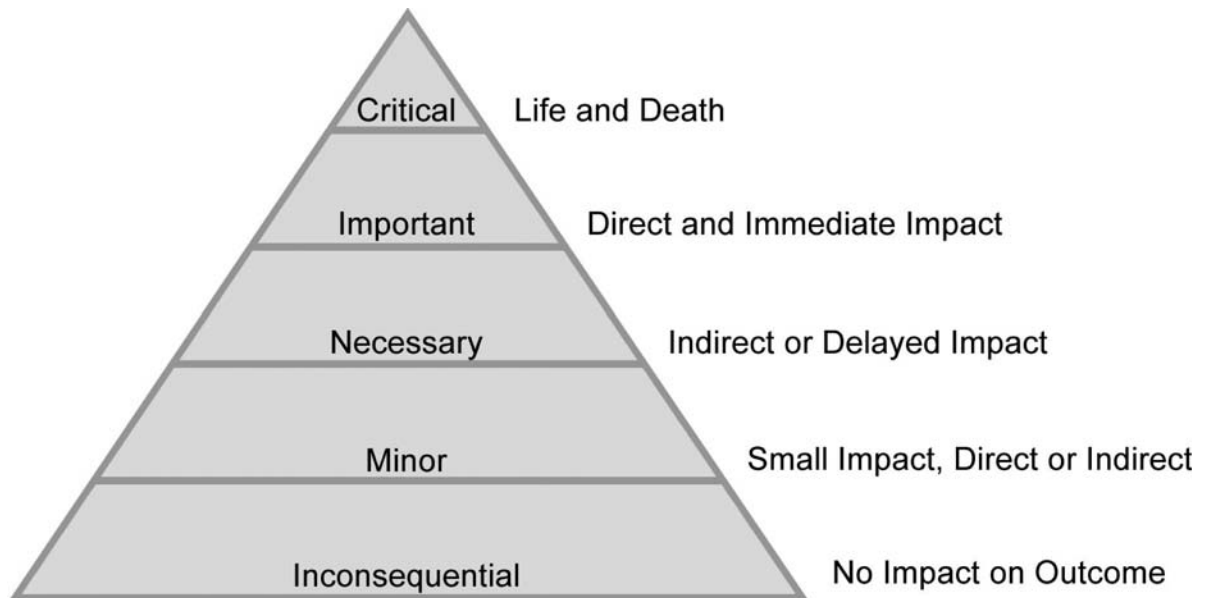 Critical Life and Death
Important Direct and Immediate Impact
Necessary Indirect or Delayed Impact
Minor Small Impact, Direct or Indirect
Inconsequential No Impact on Outcome